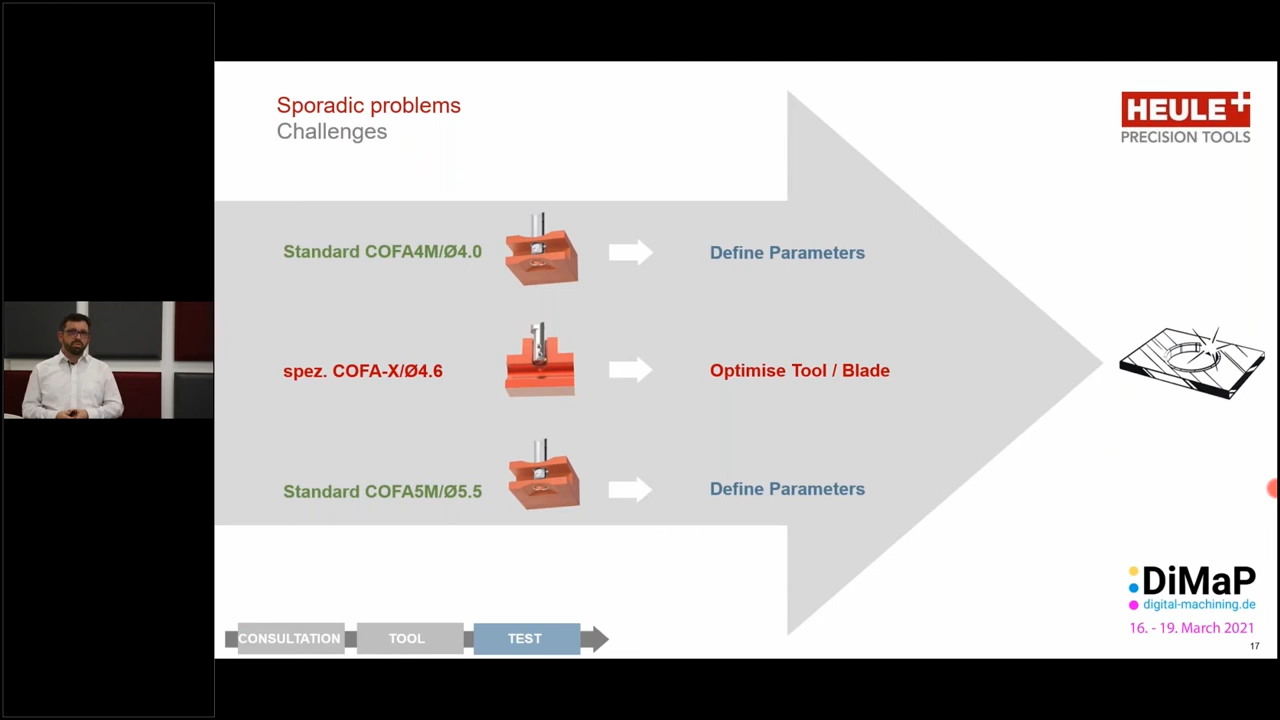 Sporadic problems
Challenges
HEULE+
PRECISION TOOLS
Standard COFA4M/Ø4.0
Define Parameters
spez. COFA-X/Ø4.6
Optimise Tool / Blade
Standard COFA5M/Ø5.5
Define Parameters
DiMaP
digital-machining.de
16. - 19. March 2021
CONSULTATION
TOOL
TEST
17